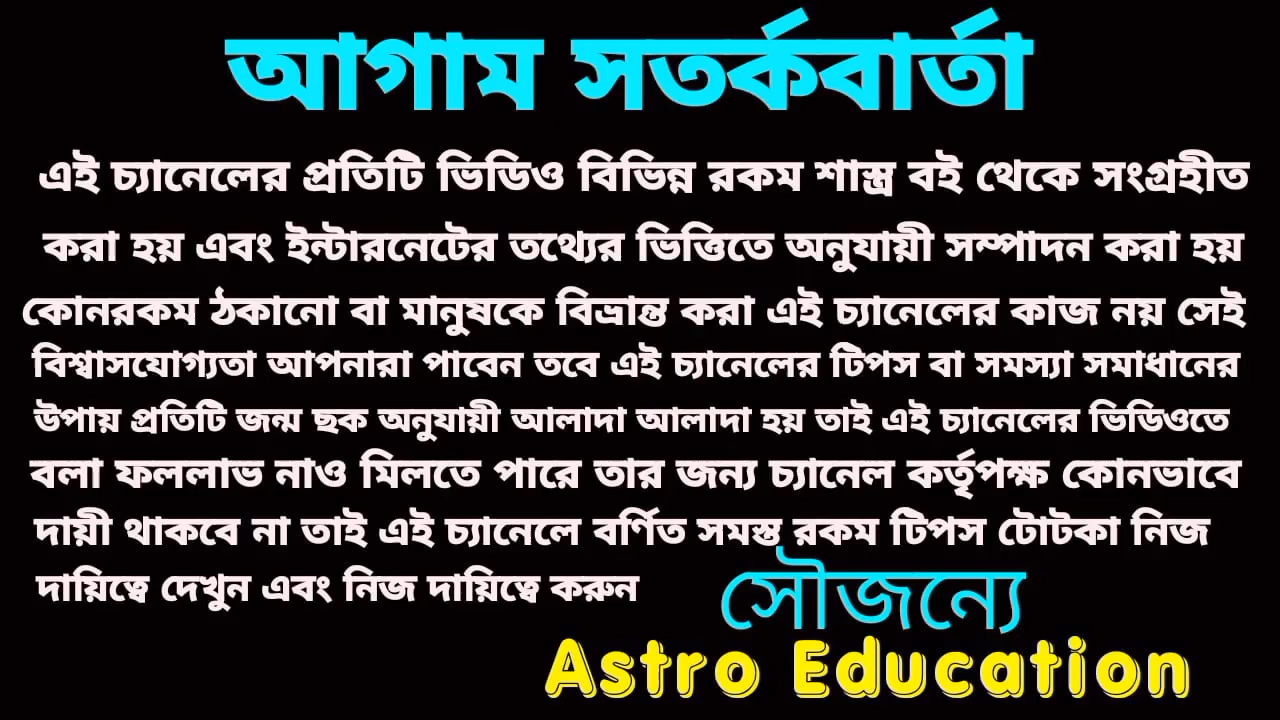 আগাম সতর্কবার্তা
এই চ্যানেলের প্রতিটি ভিডিও বিভিন্ন রকম শাস্ত্র বই থেকে সংগ্রহীত
করা হয় এবং ইন্টারনেটের তথ্যের ভিত্তিতে অনুযায়ী সম্পাদন করা হয়
কোনরকম ঠকানো বা মানুষকে বিভ্রান্ত করা এই চ্যানেলের কাজ নয় সেই
বিশ্বাসযোগ্যতা আপনারা পাবেন তবে এই চ্যানেলের টিপস বা সমস্যা সমাধানের
উপায় প্রতিটি জন্ম ছক অনুযায়ী আলাদা আলাদা হয় তাই এই চ্যানেলের ভিডিওতে
বলা ফললাভ নাও মিলতে পারে তার জন্য চ্যানেল কর্তৃপক্ষ কোনভাবে
দায়ী থাকবে না তাই এই চ্যানেলে বর্ণিত সমস্ত রকম টিপস টোটকা নিজ
দায়িত্বে দেখুন এবং নিজ দায়িত্বে করুন
সৌজন্যে
Astro Education